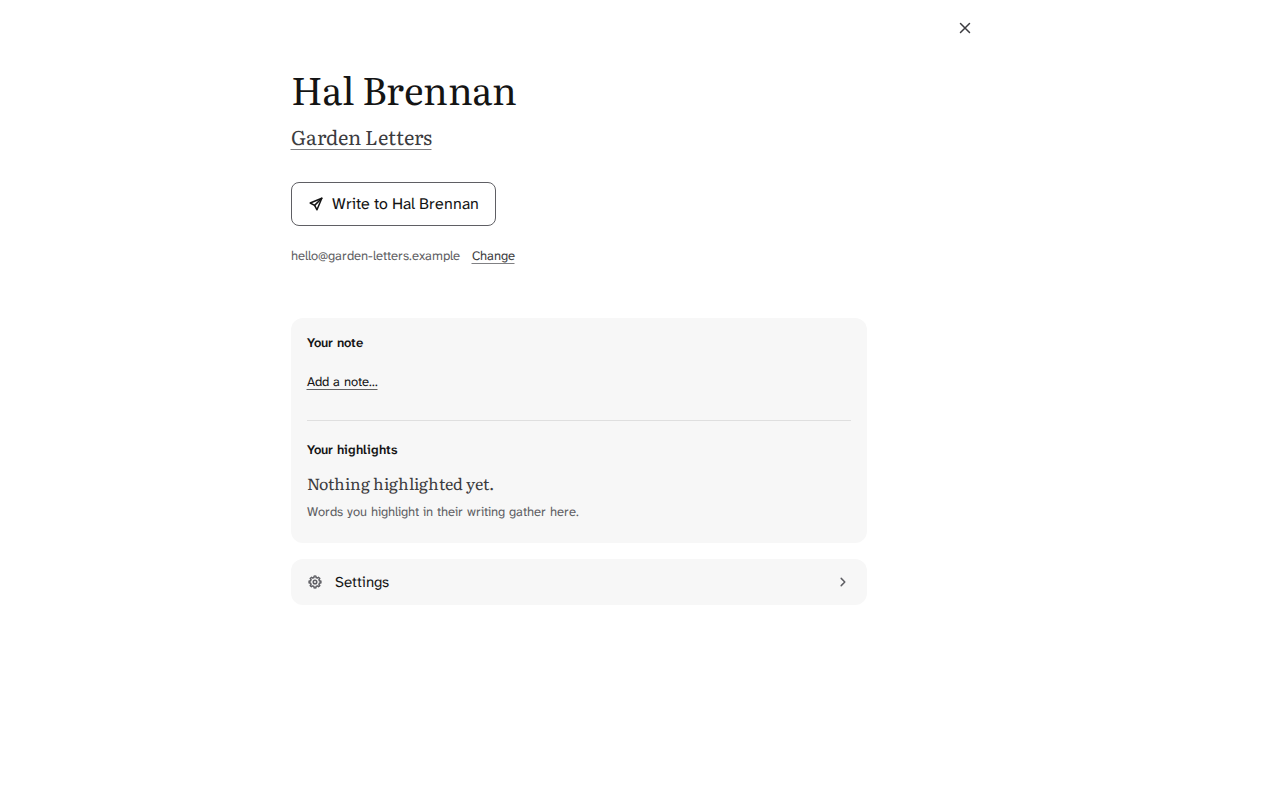 Hal Brennan
Garden Letters
Write to Hal Brennan
hello@garden-letters.example Change
Your note
Add a note...
Your highlights
Nothing highlighted yet.
Words you highlight in their writing gather here.
Settings